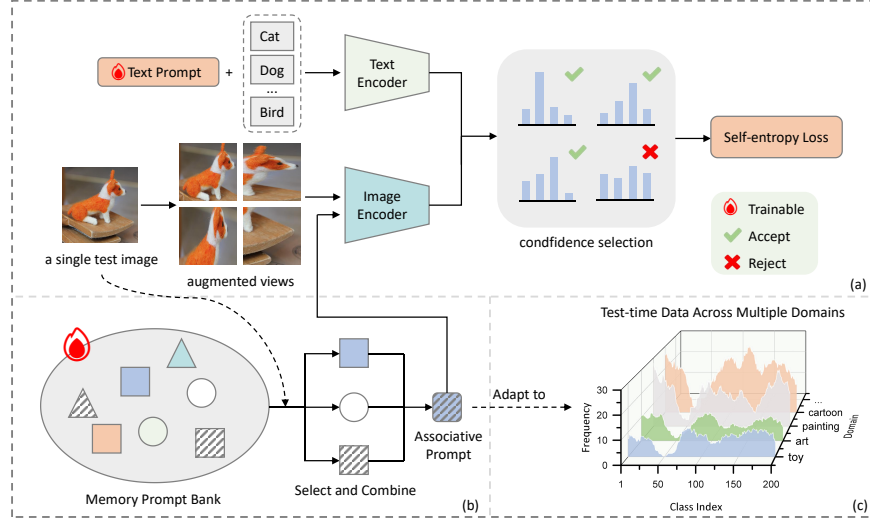 Text Prompt
+
Cat
Dog
...
Bird
Text
Encoder
a single test image
augmented views
Image
Encoder
condfidence selection
Self-entropy Loss
Trainable
Accept
Reject
(a)
Memory Prompt Bank
Select and Combine
Associative
Prompt
(b)
Adapt to
Test-time Data Across Multiple Domains
Frequency
30
20
10
0
1
50
100
150
200
Class Index
...
cartoon
painting
art
toy
Domain
(c)